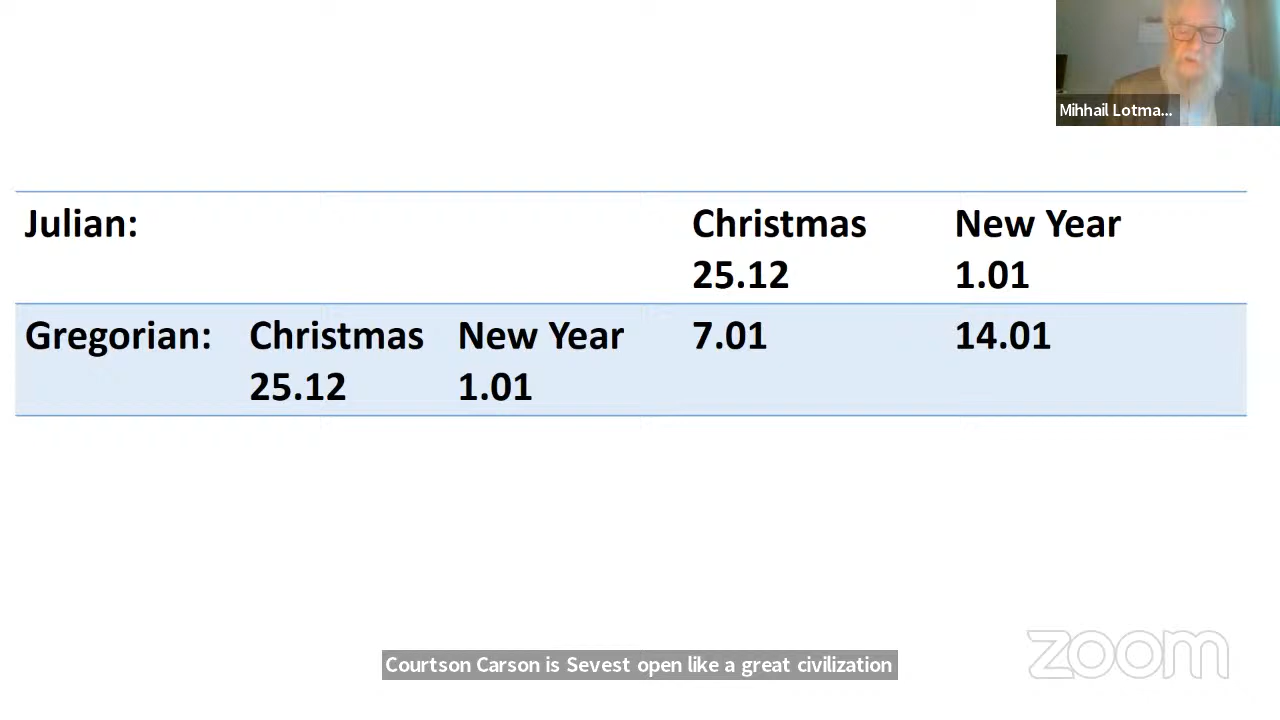 Mihhail Lotma...
Julian: Christmas New Year
25.12 1.01
Gregorian: Christmas New Year 7.01 14.01
25.12 1.01
Courtson Carson is Sevest open like a great civilization
zoom